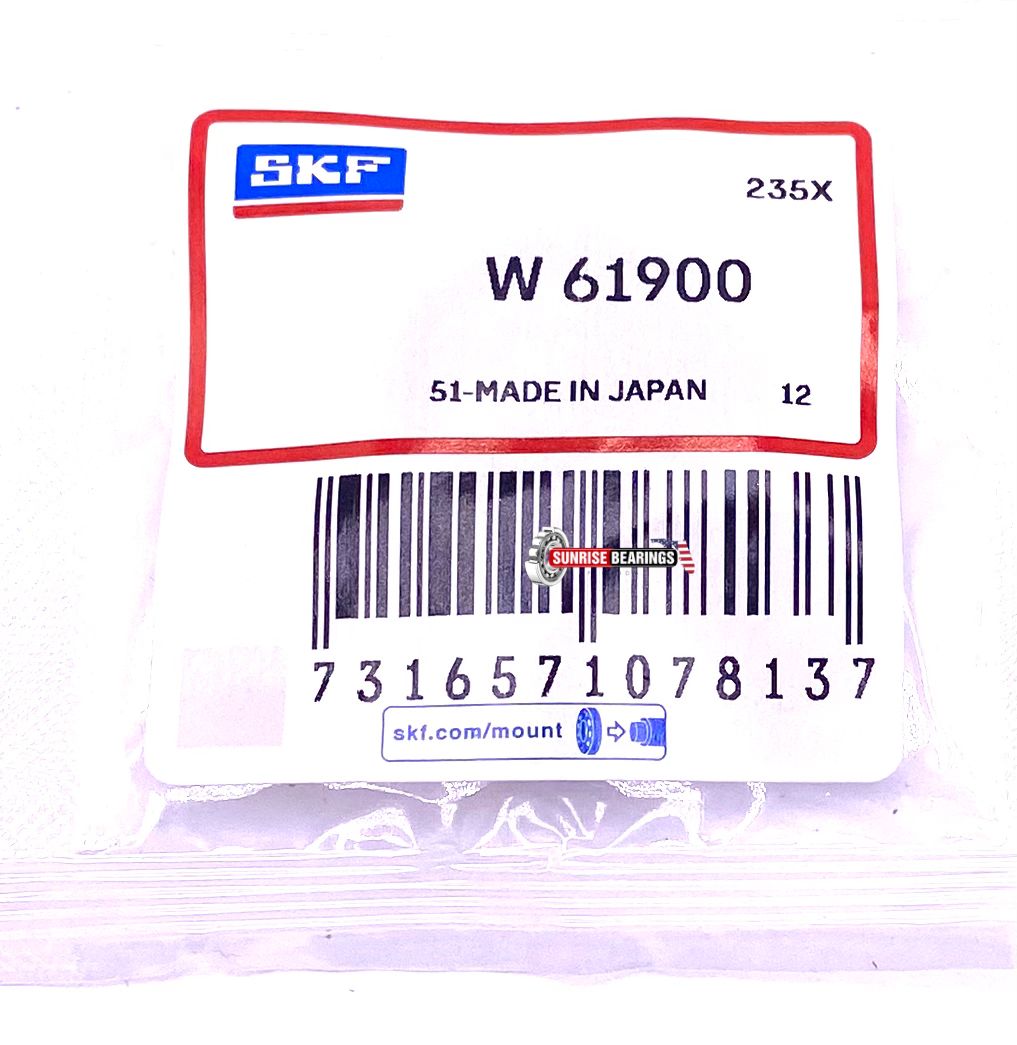 SKF
235X
W 61900
51-MADE IN JAPAN 12
SUNRISE BEARINGS
7316571078137
skf.com/mount